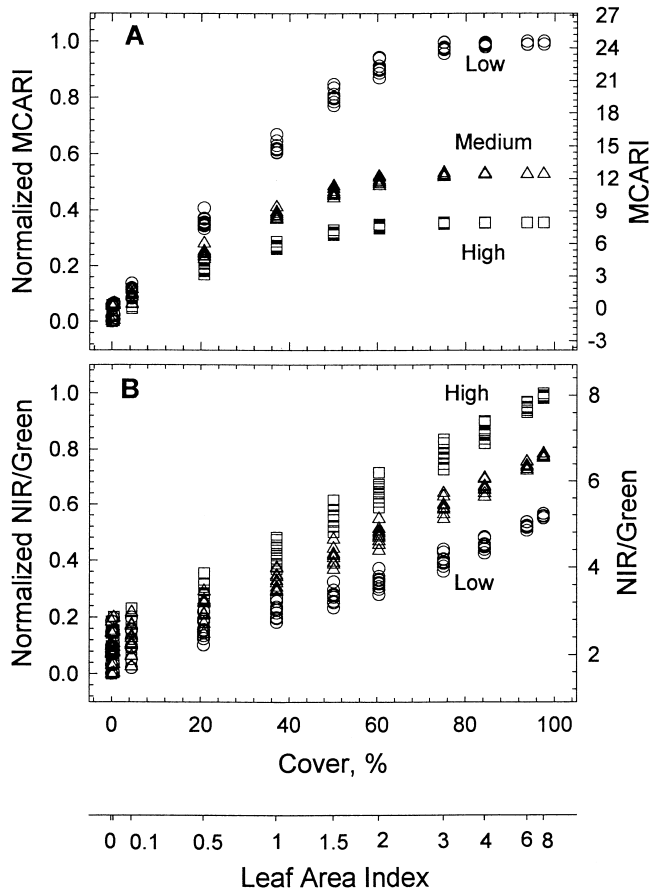 A
Normalized MCARI
1.0
0.8
0.6
0.4
0.2
0.0
27
24
21
18
15
12
9
6
3
0
-3
MCARI
Low
Medium
High
B
Normalized NIR/Green
1.0
0.8
0.6
0.4
0.2
0.0
8
6
4
2
NIR/Green
High
Low
0 20 40 60 80 100
Cover, %
0 0.1 0.5 1 1.5 2 3 4 6 8
Leaf Area Index